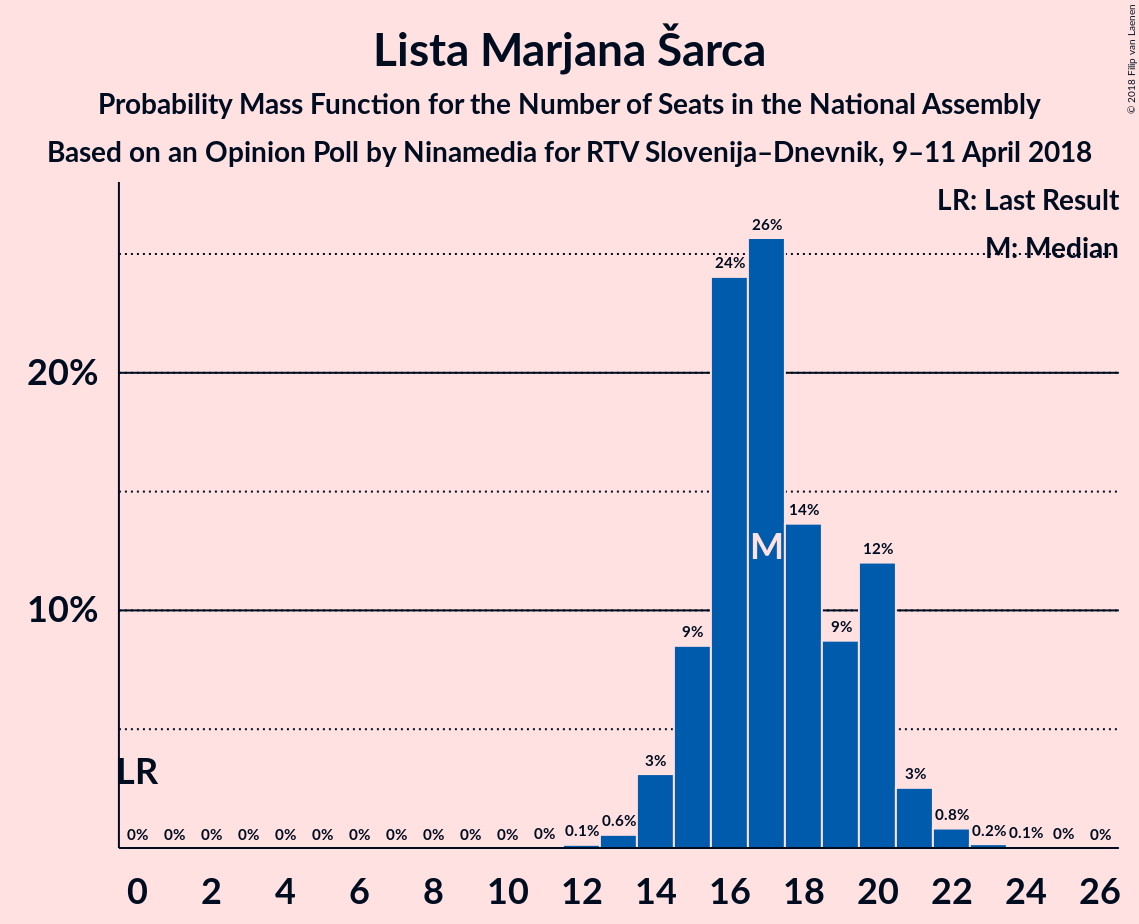 Lista Marjana Šarca
Probability Mass Function for the Number of Seats in the National Assembly
Based on an Opinion Poll by Ninamedia for RTV Slovenija–Dnevnik, 9–11 April 2018
© 2018 Filip van Laenen
LR: Last Result
M: Median
20%
10%
LR
M
0% 0% 0% 0% 0% 0% 0% 0% 0% 0% 0% 0% 0.1% 0.6% 3% 9% 24% 26% 14% 9% 12% 3% 0.8% 0.2% 0.1% 0% 0%
0 2 4 6 8 10 12 14 16 18 20 22 24 26